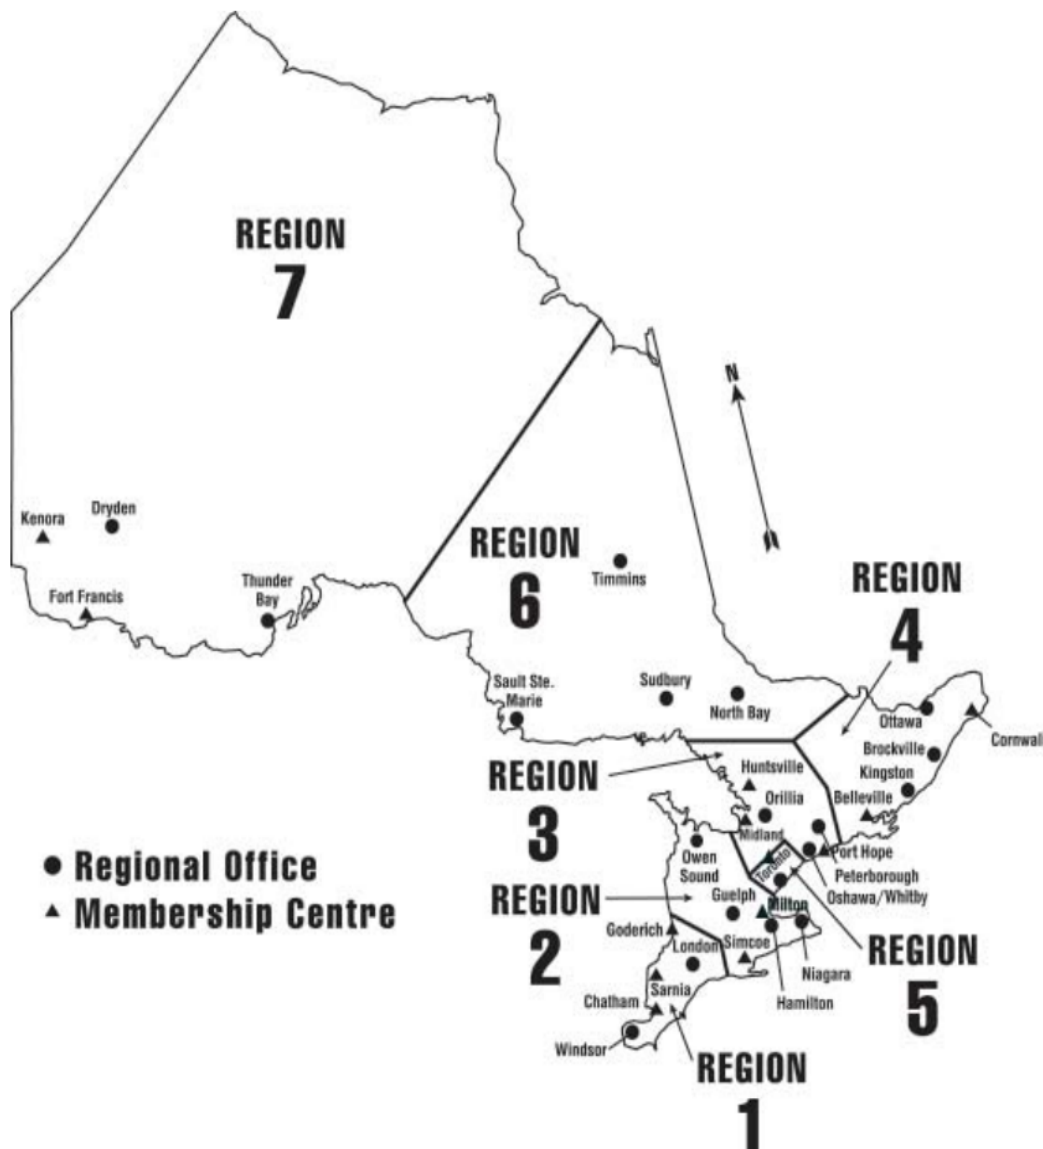 REGION
7
N
Kenora
Dryden
Fort Francis
Thunder
Bay
REGION
6
Timmins
REGION
4
Sault Ste.
Marie
Sudbury
North Bay
Ottawa
Cornwall
Brockville
Kingston
Belleville
REGION
3
Huntsville
Orillia
Midland
Port Hope
Peterborough
Oshawa/Whitby
Toronto
Owen
Sound
● Regional Office
▲ Membership Centre
REGION
2
Guelph
Milton
Goderich
London
Simcoe
Niagara
Hamilton
REGION
5
Sarnia
Chatham
Windsor
REGION
1